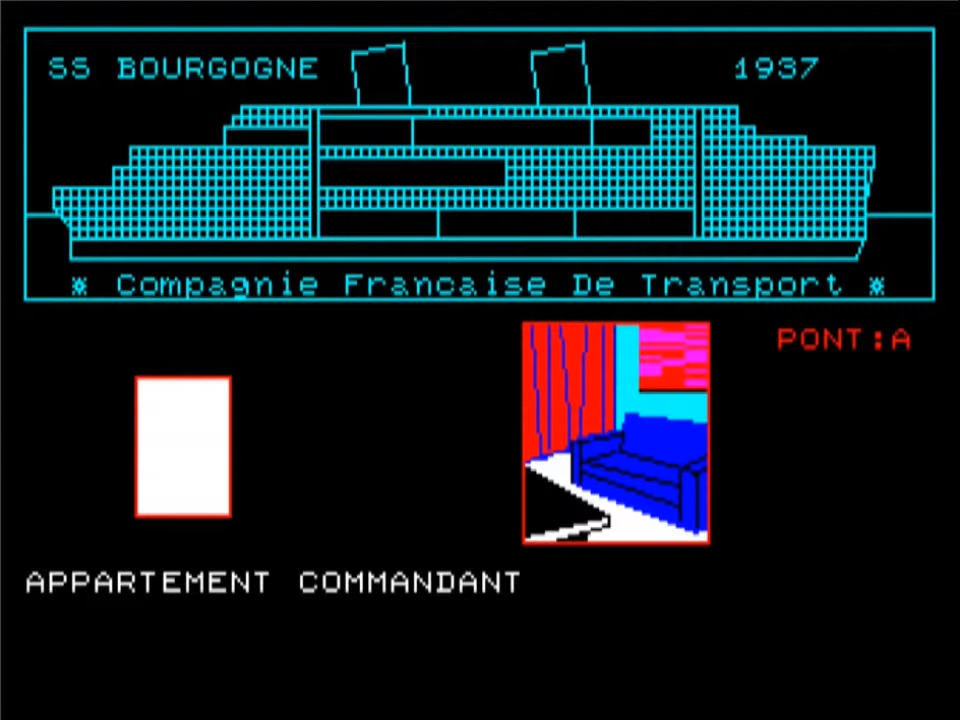 SS BOURGOGNE 1937
* Compagnie Francaise De Transport *
PONT:A
APPARTEMENT COMMANDANT